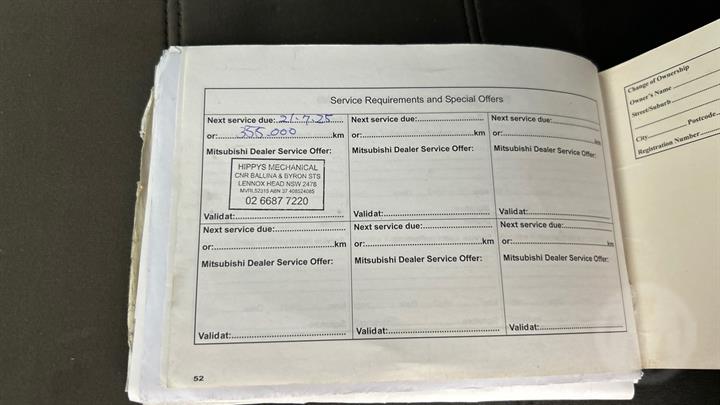 Service Requirements and Special Offers
Next service due: 21.7.25
or: 355.000 km
Mitsubishi Dealer Service Offer:
HIPPYS MECHANICAL
CNR BALLINA & BYRON STS
LENNOX HEAD NSW 2478
MVRL52315 ABN 37 408524085
02 6687 7220
Valid at:
Next service due:
or: km
Mitsubishi Dealer Service Offer:
Valid at:
Next service due:
or: km
Mitsubishi Dealer Service Offer:
Valid at:
Next service due:
or: km
Mitsubishi Dealer Service Offer:
Valid at:
Next service due:
or: km
Mitsubishi Dealer Service Offer:
Valid at:
Next service due:
or: km
Mitsubishi Dealer Service Offer:
Valid at:
52
Change of Ownership
Owner's Name
Street/Suburb
City Postcode
Registration Number